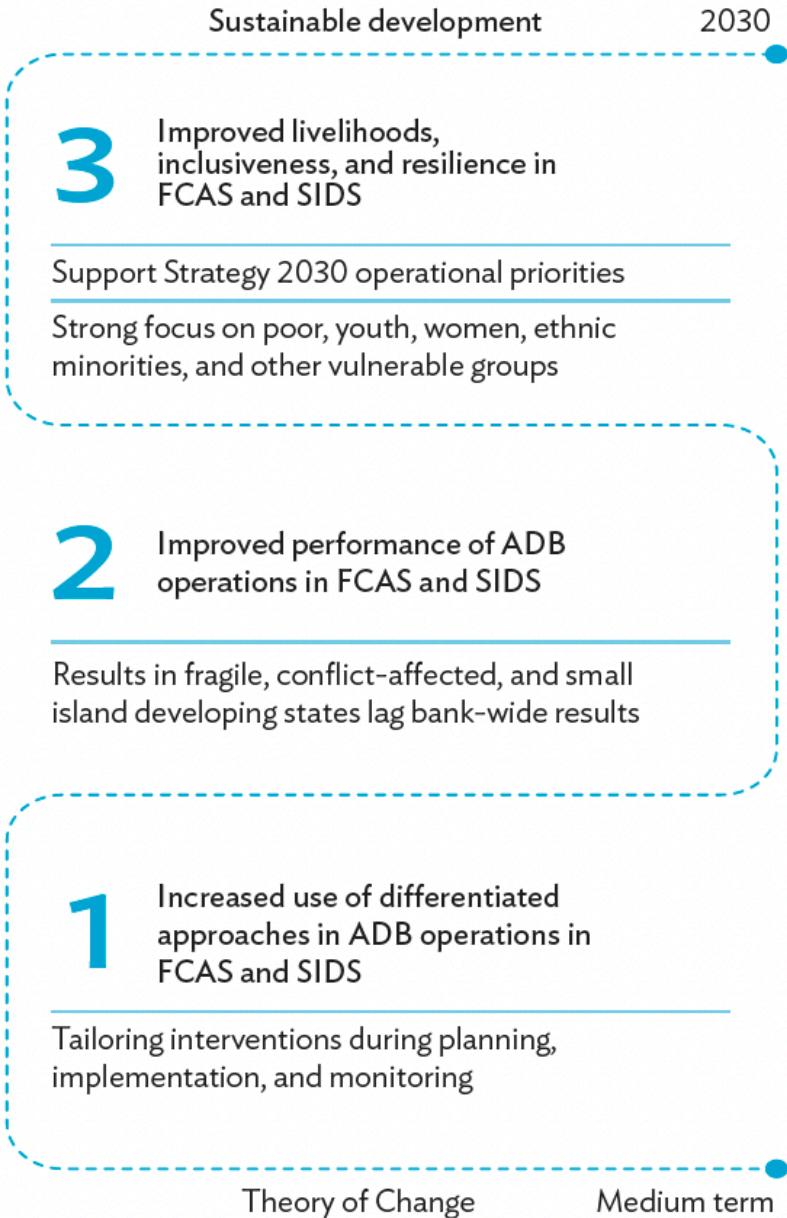 Sustainable development 2030
3
Improved livelihoods,
inclusiveness, and resilience in
FCAS and SIDS
Support Strategy 2030 operational priorities
Strong focus on poor, youth, women, ethnic
minorities, and other vulnerable groups
2
Improved performance of ADB
operations in FCAS and SIDS
Results in fragile, conflict-affected, and small
island developing states lag bank-wide results
1
Increased use of differentiated
approaches in ADB operations in
FCAS and SIDS
Tailoring interventions during planning,
implementation, and monitoring
Theory of Change Medium term